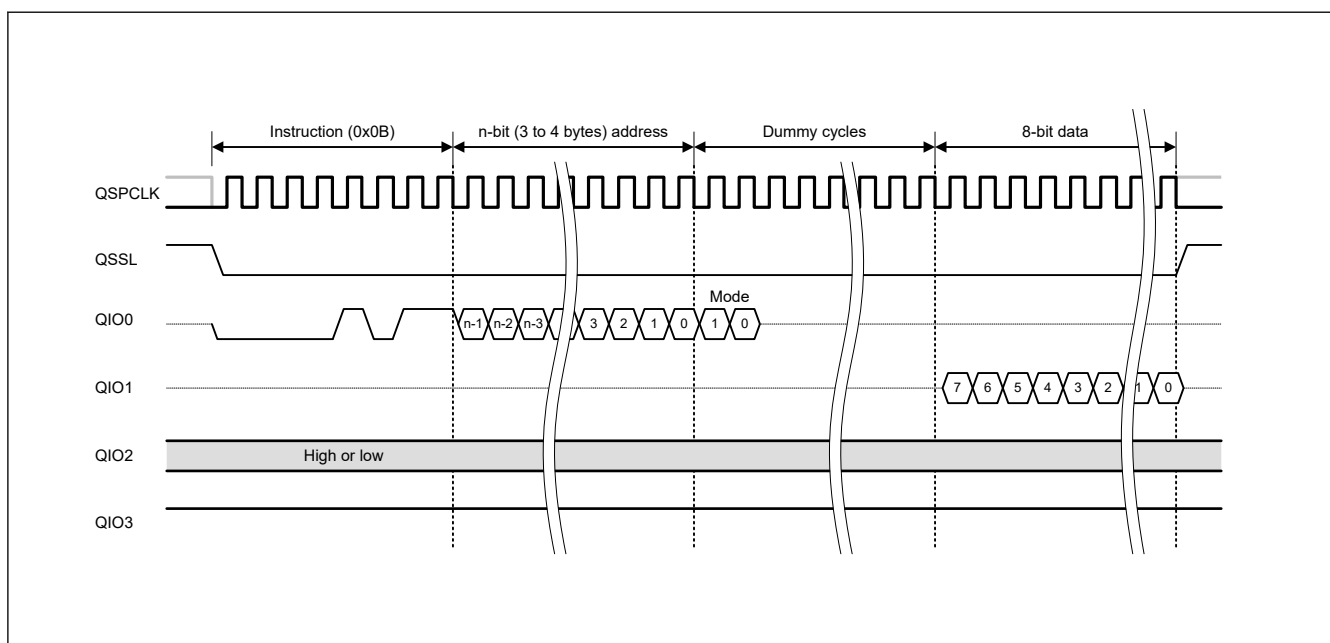 Instruction (0x0B) n-bit (3 to 4 bytes) address Dummy cycles 8-bit data
QSPCLK
QSSL
Mode
QIO0 n-1 n-2 n-3 3 2 1 0 1 0
QIO1 7 6 5 4 3 2 1 0
QIO2 High or low
QIO3